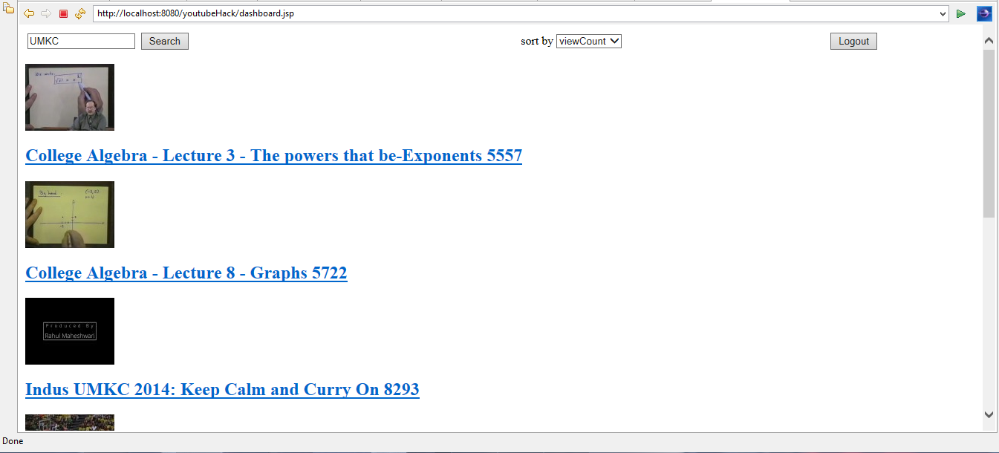 http://localhost:8080/youtubeHack/dashboard.jsp
UMKC Search sort by viewCount Logout
College Algebra - Lecture 3 - The powers that be-Exponents 5557
College Algebra - Lecture 8 - Graphs 5722
Produced By
Rahul Maheshwari
Indus UMKC 2014: Keep Calm and Curry On 8293
Done